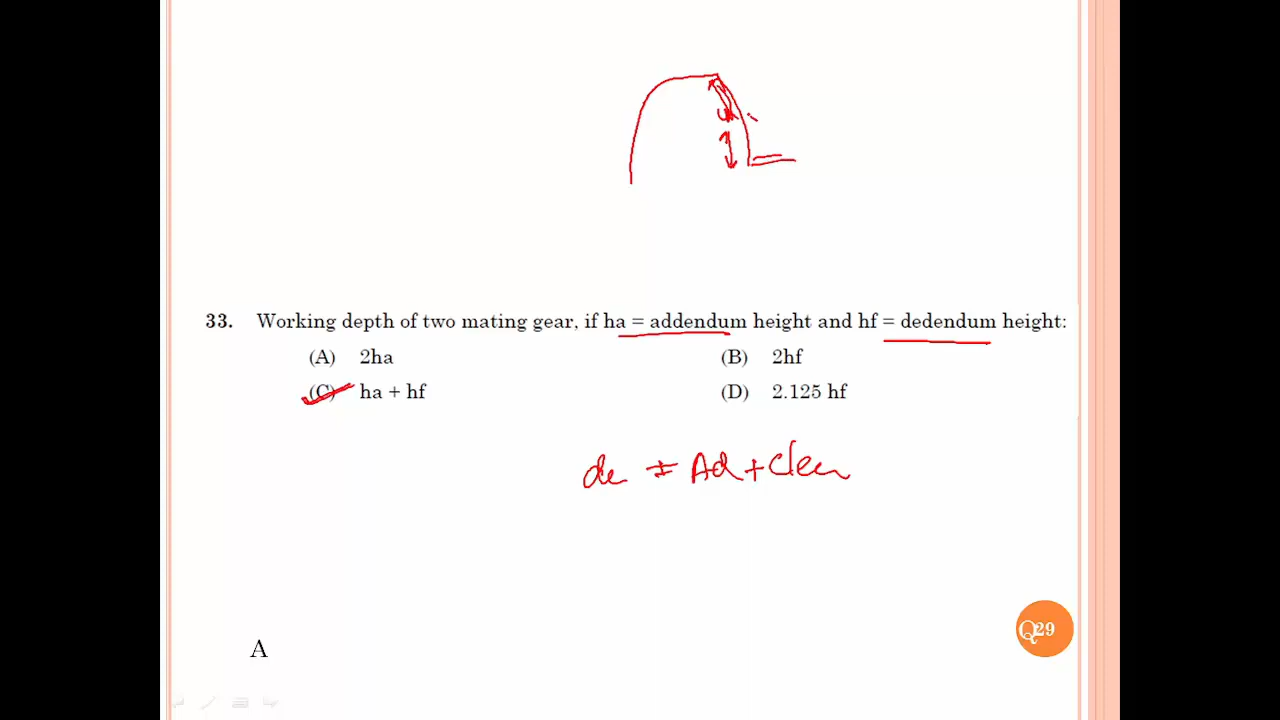 33. Working depth of two mating gear, if ha = addendum height and hf = dedendum height:
(A) 2ha (B) 2hf
(C) ha + hf (D) 2.125 hf
de = Ad + Clea
A
Q29